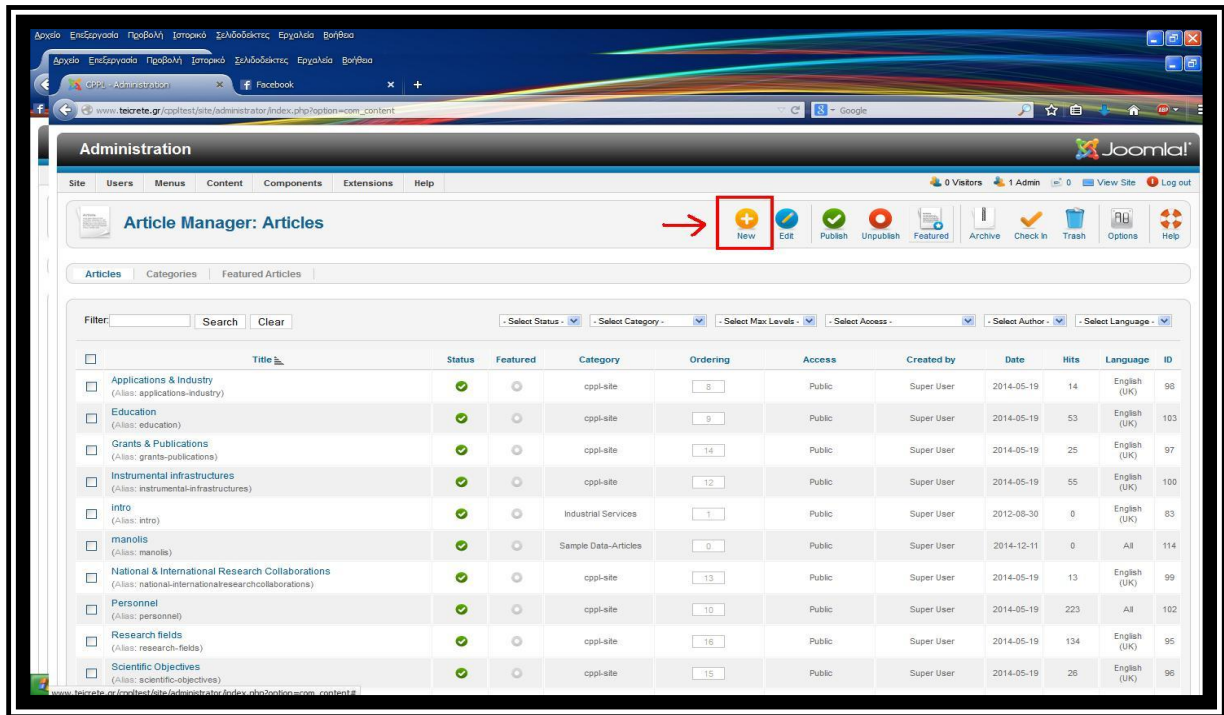 Αρχείο Επεξεργασία Προβολή Ιστορικό Σελιδοδείκτες Εργαλεία Βοήθεια
Αρχείο Επεξεργασία Προβολή Ιστορικό Σελιδοδείκτες Εργαλεία Βοήθεια
CPPL - Administration × Facebook × +
www.teicrete.gr/cppltest/site/administrator/index.php?option=com_content Google
Administration Joomla!
Site Users Menus Content Components Extensions Help 0 Visitors 1 Admin 0 View Site Log out
Article Manager: Articles New Edit Publish Unpublish Featured Archive Check In Trash Options Help
Articles Categories Featured Articles
Filter: Search Clear - Select Status - - Select Category - - Select Max Levels - - Select Access - - Select Author - - Select Language -
Title Status Featured Category Ordering Access Created by Date Hits Language ID
Applications & Industry
(Alias: applications-industry) cppl-site 8 Public Super User 2014-05-19 14 English (UK) 98
Education
(Alias: education) cppl-site 9 Public Super User 2014-05-19 53 English (UK) 103
Grants & Publications
(Alias: grants-publications) cppl-site 14 Public Super User 2014-05-19 25 English (UK) 97
Instrumental infrastructures
(Alias: instrumental-infrastructures) cppl-site 12 Public Super User 2014-05-19 55 English (UK) 100
intro
(Alias: intro) Industrial Services 1 Public Super User 2012-08-30 0 English (UK) 83
manolis
(Alias: manolis) Sample Data-Articles 0 Public Super User 2014-12-11 0 All 114
National & International Research Collaborations
(Alias: national-internationalresearchcollaborations) cppl-site 13 Public Super User 2014-05-19 13 English (UK) 99
Personnel
(Alias: personnel) cppl-site 10 Public Super User 2014-05-19 223 All 102
Research fields
(Alias: research-fields) cppl-site 16 Public Super User 2014-05-19 134 English (UK) 95
Scientific Objectives
(Alias: scientific-objectives) cppl-site 15 Public Super User 2014-05-19 26 English (UK) 96
www.teicrete.gr/cppltest/site/administrator/index.php?option=com_content#